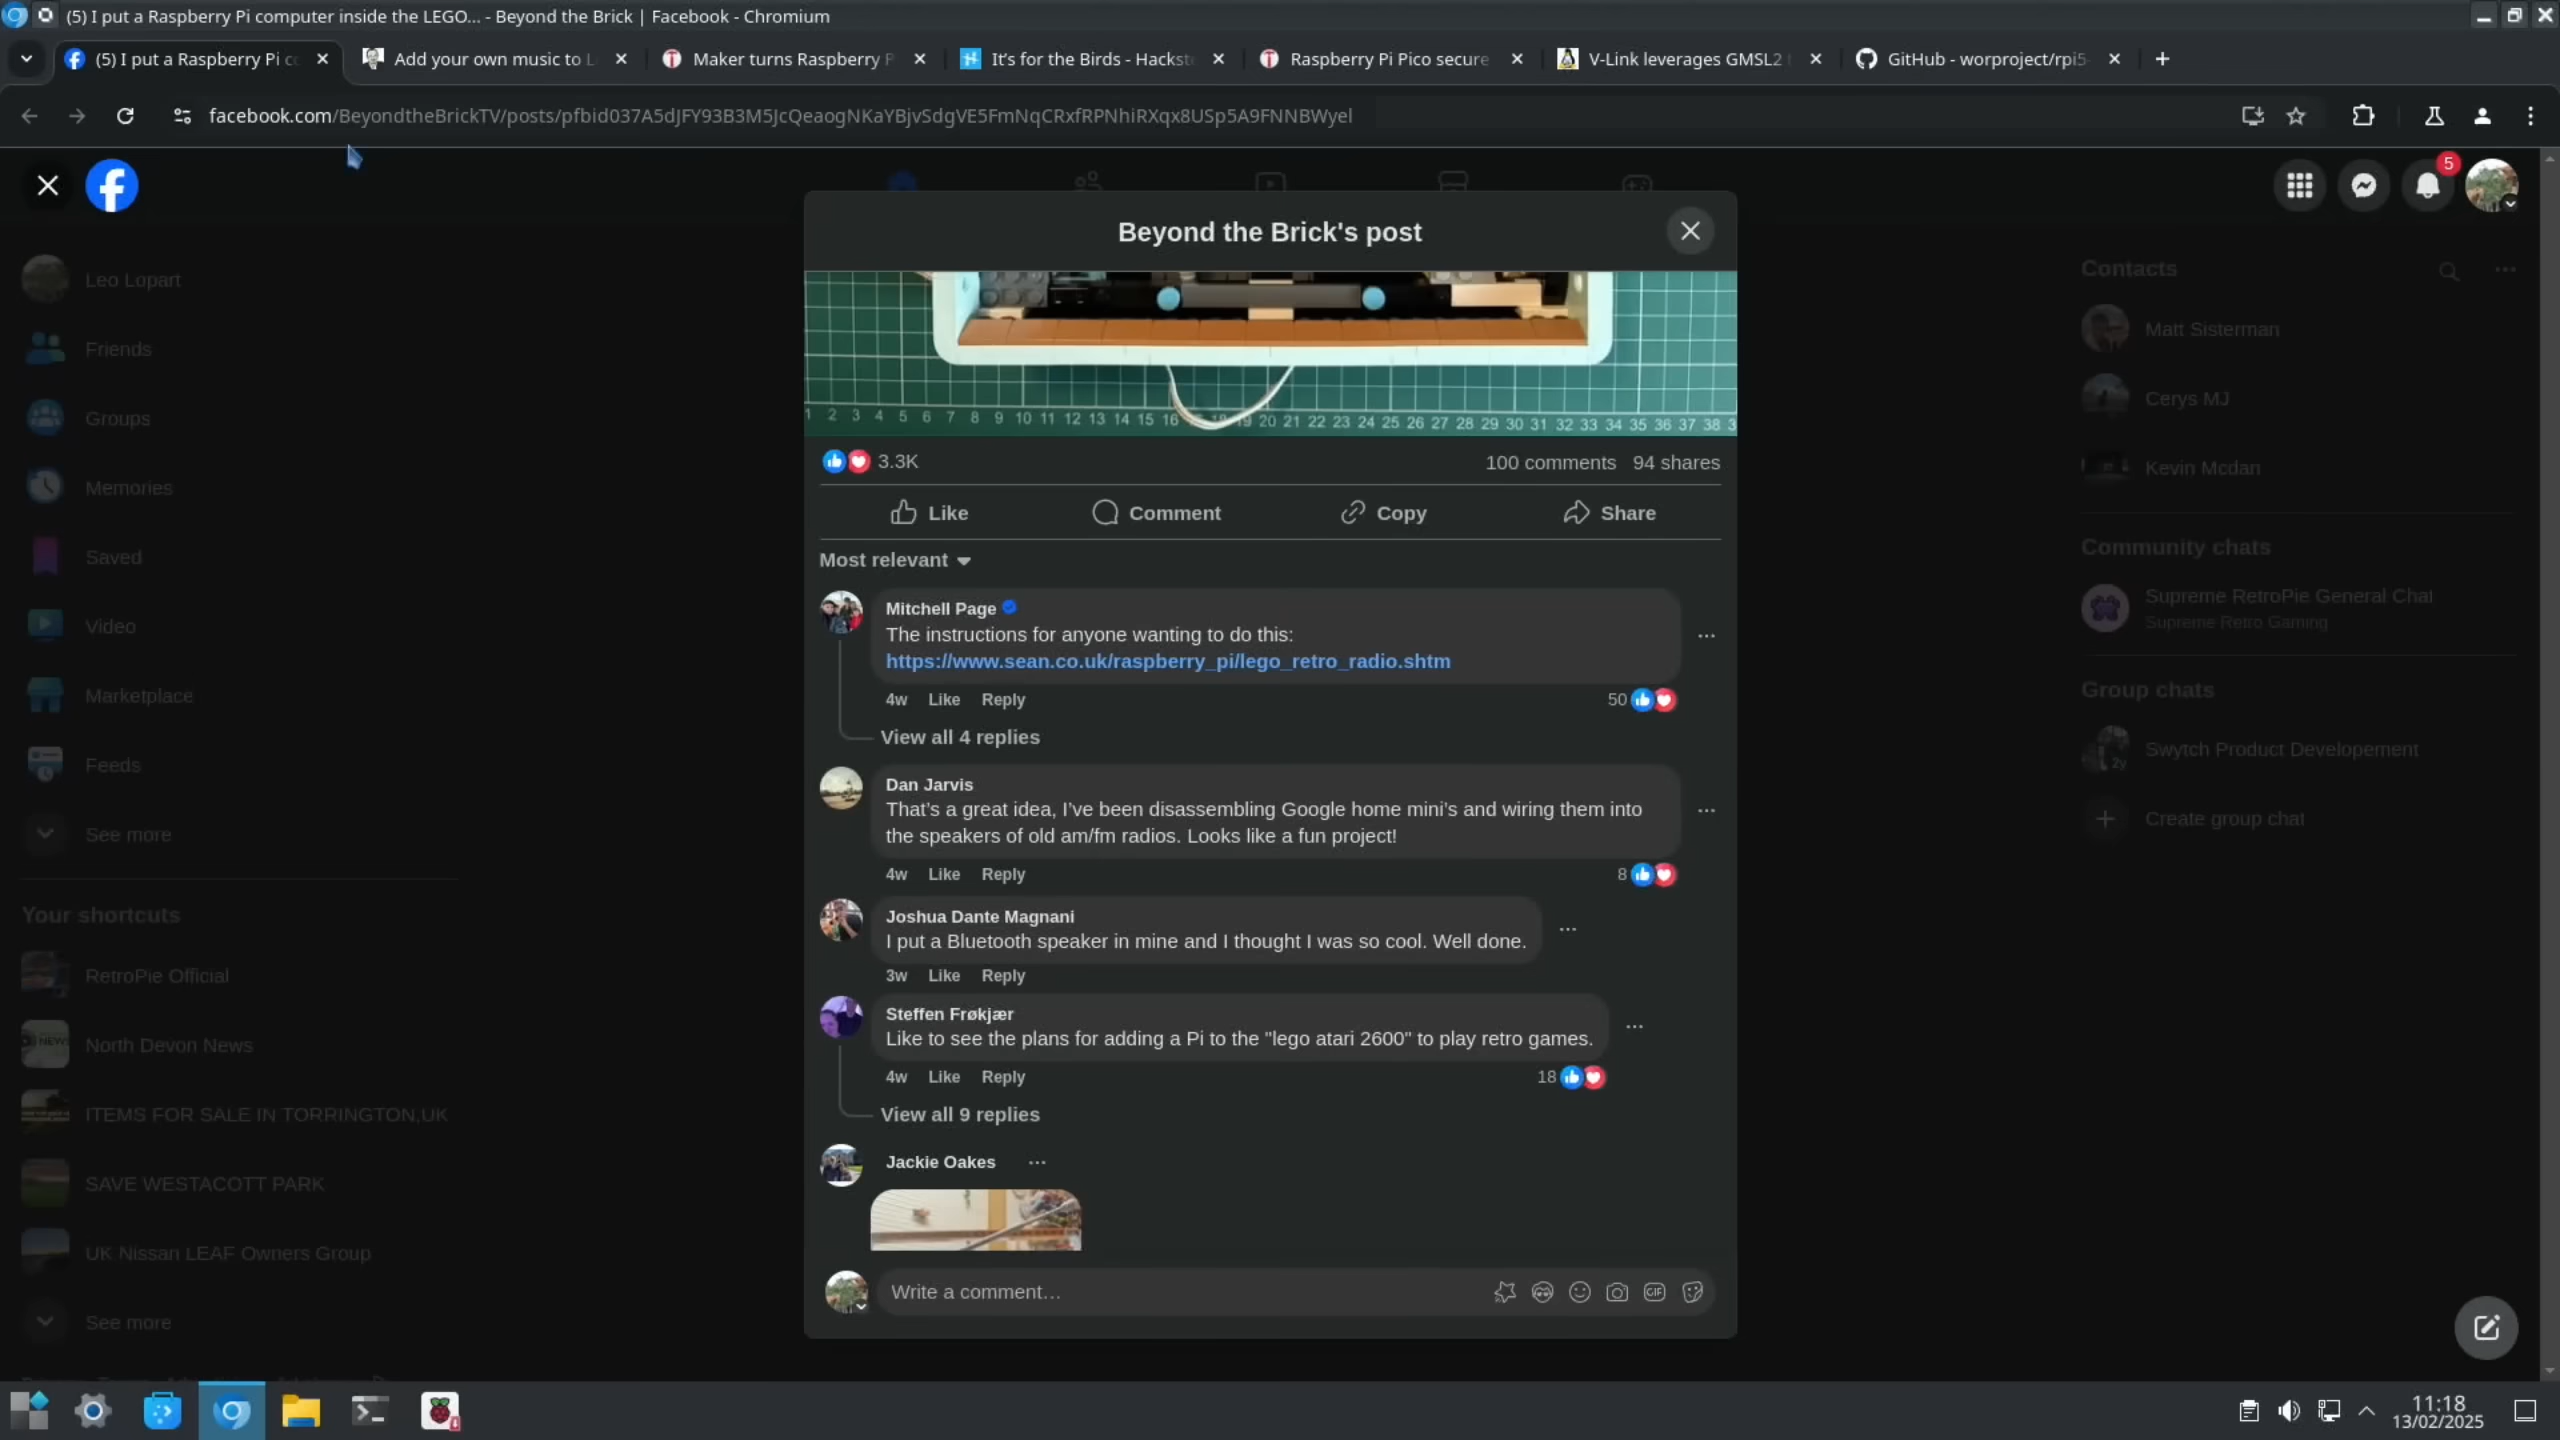 (5) I put a Raspberry Pi computer inside the LEGO... - Beyond the Brick | Facebook - Chromium
(5) I put a Raspberry Pi co
Add your own music to L
Maker turns Raspberry P
It's for the Birds - Hackst
Raspberry Pi Pico secure
V-Link leverages GMSL2
GitHub - worproject/rpi5-
facebook.com/BeyondtheBrickTV/posts/pfbid037A5dJFY93B3M5JcQeaogNKaYBjvSdgVE5FmNqCRxfRPNhiRXqx8USp5A9FNNBWyel
5
Leo Lopart
Friends
Groups
Memories
Saved
Video
Marketplace
Feeds
See more
Your shortcuts
RetroPie Official
North Devon News
ITEMS FOR SALE IN TORRINGTON,UK
SAVE WESTACOTT PARK
UK Nissan LEAF Owners Group
See more
Beyond the Brick's post
1 2 3 4 5 6 7 8 9 10 11 12 13 14 15 16 18 19 20 21 22 23 24 25 26 27 28 29 30 31 32 33 34 35 36 37 38
3.3K
100 comments 94 shares
Like Comment Copy Share
Most relevant
Mitchell Page
The instructions for anyone wanting to do this:
https://www.sean.co.uk/raspberry_pi/lego_retro_radio.shtm
4w Like Reply 50
View all 4 replies
Dan Jarvis
That's a great idea, I've been disassembling Google home mini's and wiring them into
the speakers of old am/fm radios. Looks like a fun project!
4w Like Reply 8
Joshua Dante Magnani
I put a Bluetooth speaker in mine and I thought I was so cool. Well done.
3w Like Reply
Steffen Frøkjær
Like to see the plans for adding a Pi to the "lego atari 2600" to play retro games.
4w Like Reply 18
View all 9 replies
Jackie Oakes
Write a comment…
GIF
Contacts
Matt Sisterman
Cerys MJ
Kevin Mcdan
Community chats
Supreme RetroPie General Chat
Supreme Retro Gaming
Group chats
Swytch Product Developement
2y
Create group chat
11:18
13/02/2025